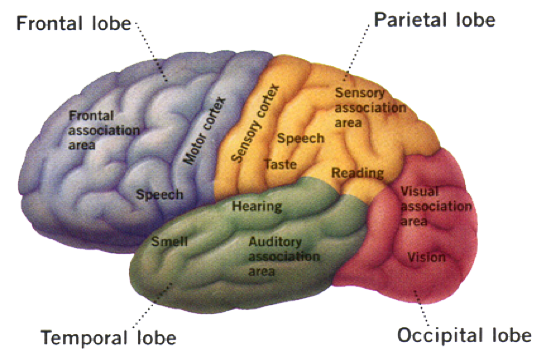 Frontal lobe
Parietal lobe
Frontal
association
area
Motor cortex
Sensory cortex
Sensory
association
area
Speech
Taste
Reading
Speech
Hearing
Visual
association
area
Smell
Auditory
association
area
Vision
Temporal lobe
Occipital lobe